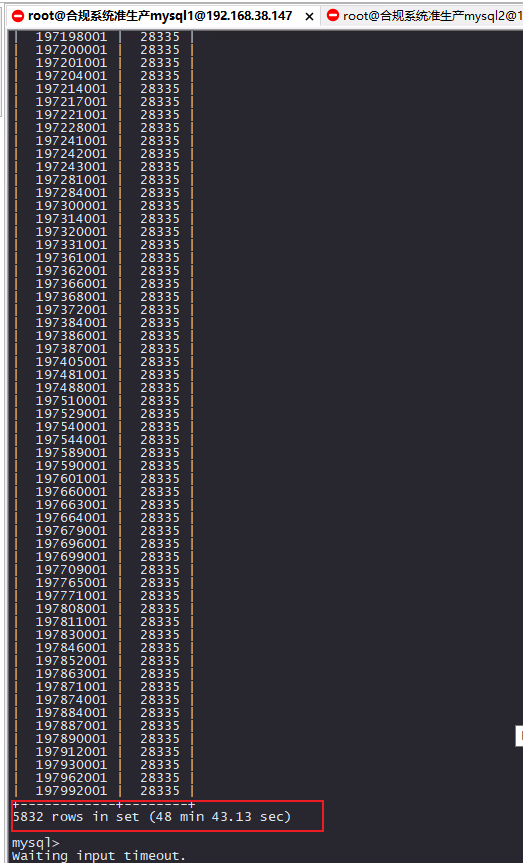 root@合规系统准生产mysql1@192.168.38.147 × root@合规系统准生产mysql2@1
| 197198001 | 28335 |
| 197200001 | 28335 |
| 197201001 | 28335 |
| 197204001 | 28335 |
| 197214001 | 28335 |
| 197217001 | 28335 |
| 197221001 | 28335 |
| 197228001 | 28335 |
| 197241001 | 28335 |
| 197242001 | 28335 |
| 197243001 | 28335 |
| 197281001 | 28335 |
| 197284001 | 28335 |
| 197300001 | 28335 |
| 197314001 | 28335 |
| 197320001 | 28335 |
| 197331001 | 28335 |
| 197361001 | 28335 |
| 197362001 | 28335 |
| 197366001 | 28335 |
| 197368001 | 28335 |
| 197372001 | 28335 |
| 197384001 | 28335 |
| 197386001 | 28335 |
| 197387001 | 28335 |
| 197405001 | 28335 |
| 197481001 | 28335 |
| 197488001 | 28335 |
| 197510001 | 28335 |
| 197529001 | 28335 |
| 197540001 | 28335 |
| 197544001 | 28335 |
| 197589001 | 28335 |
| 197590001 | 28335 |
| 197601001 | 28335 |
| 197660001 | 28335 |
| 197663001 | 28335 |
| 197664001 | 28335 |
| 197679001 | 28335 |
| 197696001 | 28335 |
| 197699001 | 28335 |
| 197709001 | 28335 |
| 197765001 | 28335 |
| 197771001 | 28335 |
| 197808001 | 28335 |
| 197811001 | 28335 |
| 197830001 | 28335 |
| 197846001 | 28335 |
| 197852001 | 28335 |
| 197863001 | 28335 |
| 197871001 | 28335 |
| 197874001 | 28335 |
| 197884001 | 28335 |
| 197887001 | 28335 |
| 197890001 | 28335 |
| 197912001 | 28335 |
| 197930001 | 28335 |
| 197962001 | 28335 |
| 197992001 | 28335 |
+------------+--------+
5832 rows in set (48 min 43.13 sec)
mysql>
Waiting input timeout.